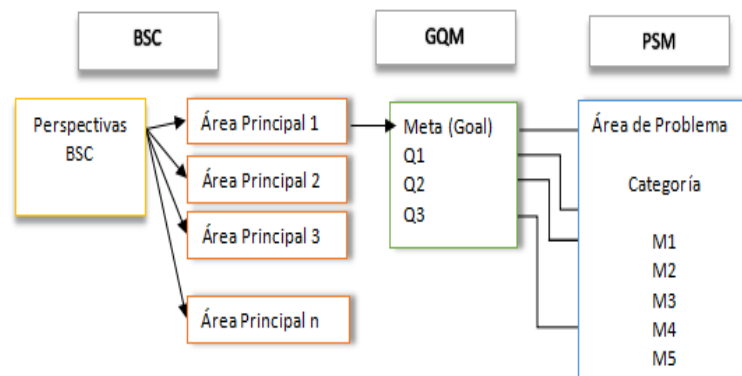 BSC
GQM
PSM
Perspectivas
BSC
Área Principal 1
Área Principal 2
Área Principal 3
Área Principal n
Meta (Goal)
Q1
Q2
Q3
Área de Problema
Categoría
M1
M2
M3
M4
M5